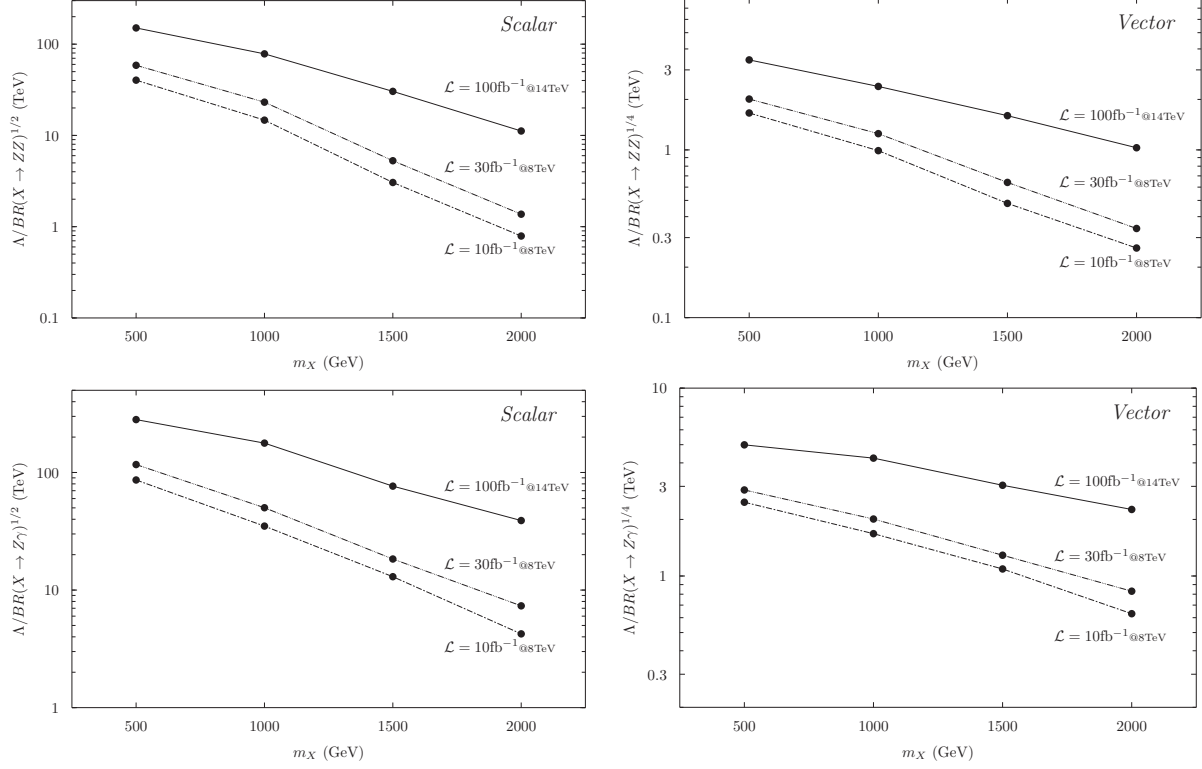 Scalar
Λ/BR(X → ZZ)^{1/2} (TeV)
100
10
1
0.1
ℒ = 100fb⁻¹@14TeV
ℒ = 30fb⁻¹@8TeV
ℒ = 10fb⁻¹@8TeV
500 1000 1500 2000
m_X (GeV)
Vector
Λ/BR(X → ZZ)^{1/4} (TeV)
3
1
0.3
0.1
ℒ = 100fb⁻¹@14TeV
ℒ = 30fb⁻¹@8TeV
ℒ = 10fb⁻¹@8TeV
500 1000 1500 2000
m_X (GeV)
Scalar
Λ/BR(X → Zγ)^{1/2} (TeV)
100
10
1
ℒ = 100fb⁻¹@14TeV
ℒ = 30fb⁻¹@8TeV
ℒ = 10fb⁻¹@8TeV
500 1000 1500 2000
m_X (GeV)
Vector
Λ/BR(X → Zγ)^{1/4} (TeV)
10
3
1
0.3
ℒ = 100fb⁻¹@14TeV
ℒ = 30fb⁻¹@8TeV
ℒ = 10fb⁻¹@8TeV
500 1000 1500 2000
m_X (GeV)